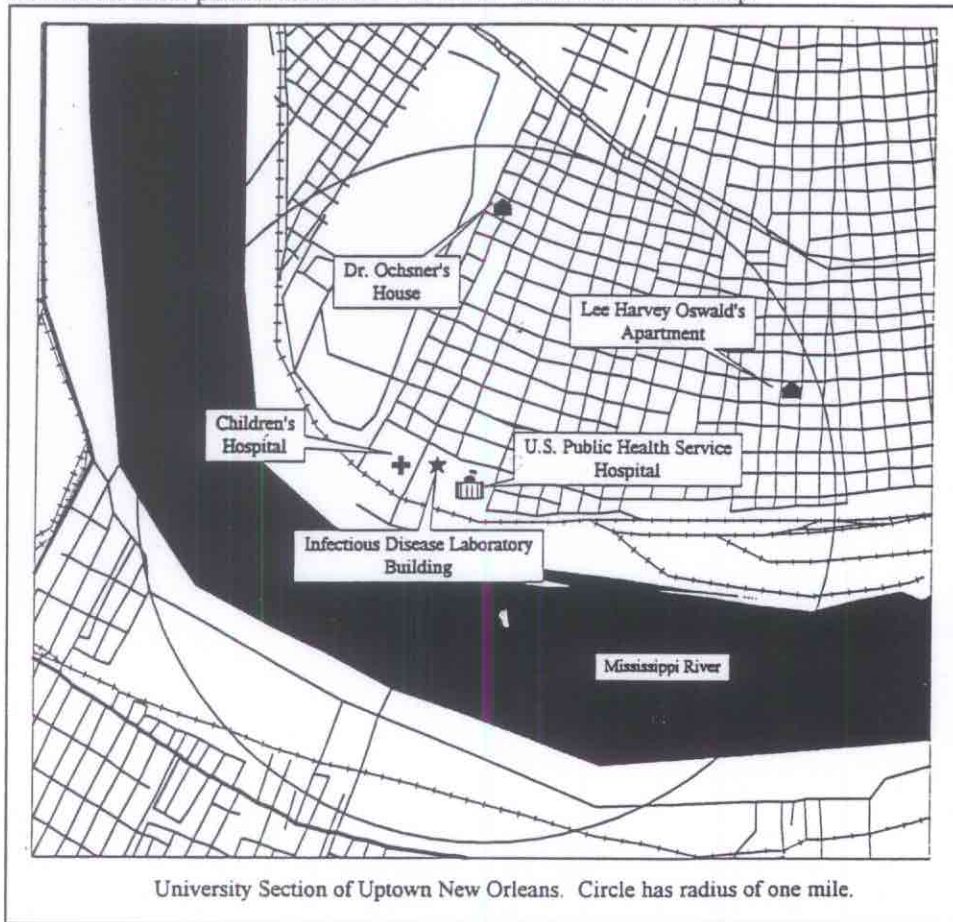 Dr. Ochsner's
House
Lee Harvey Oswald's
Apartment
Children's
Hospital
U.S. Public Health Service
Hospital
Infectious Disease Laboratory
Building
Mississippi River
University Section of Uptown New Orleans. Circle has radius of one mile.